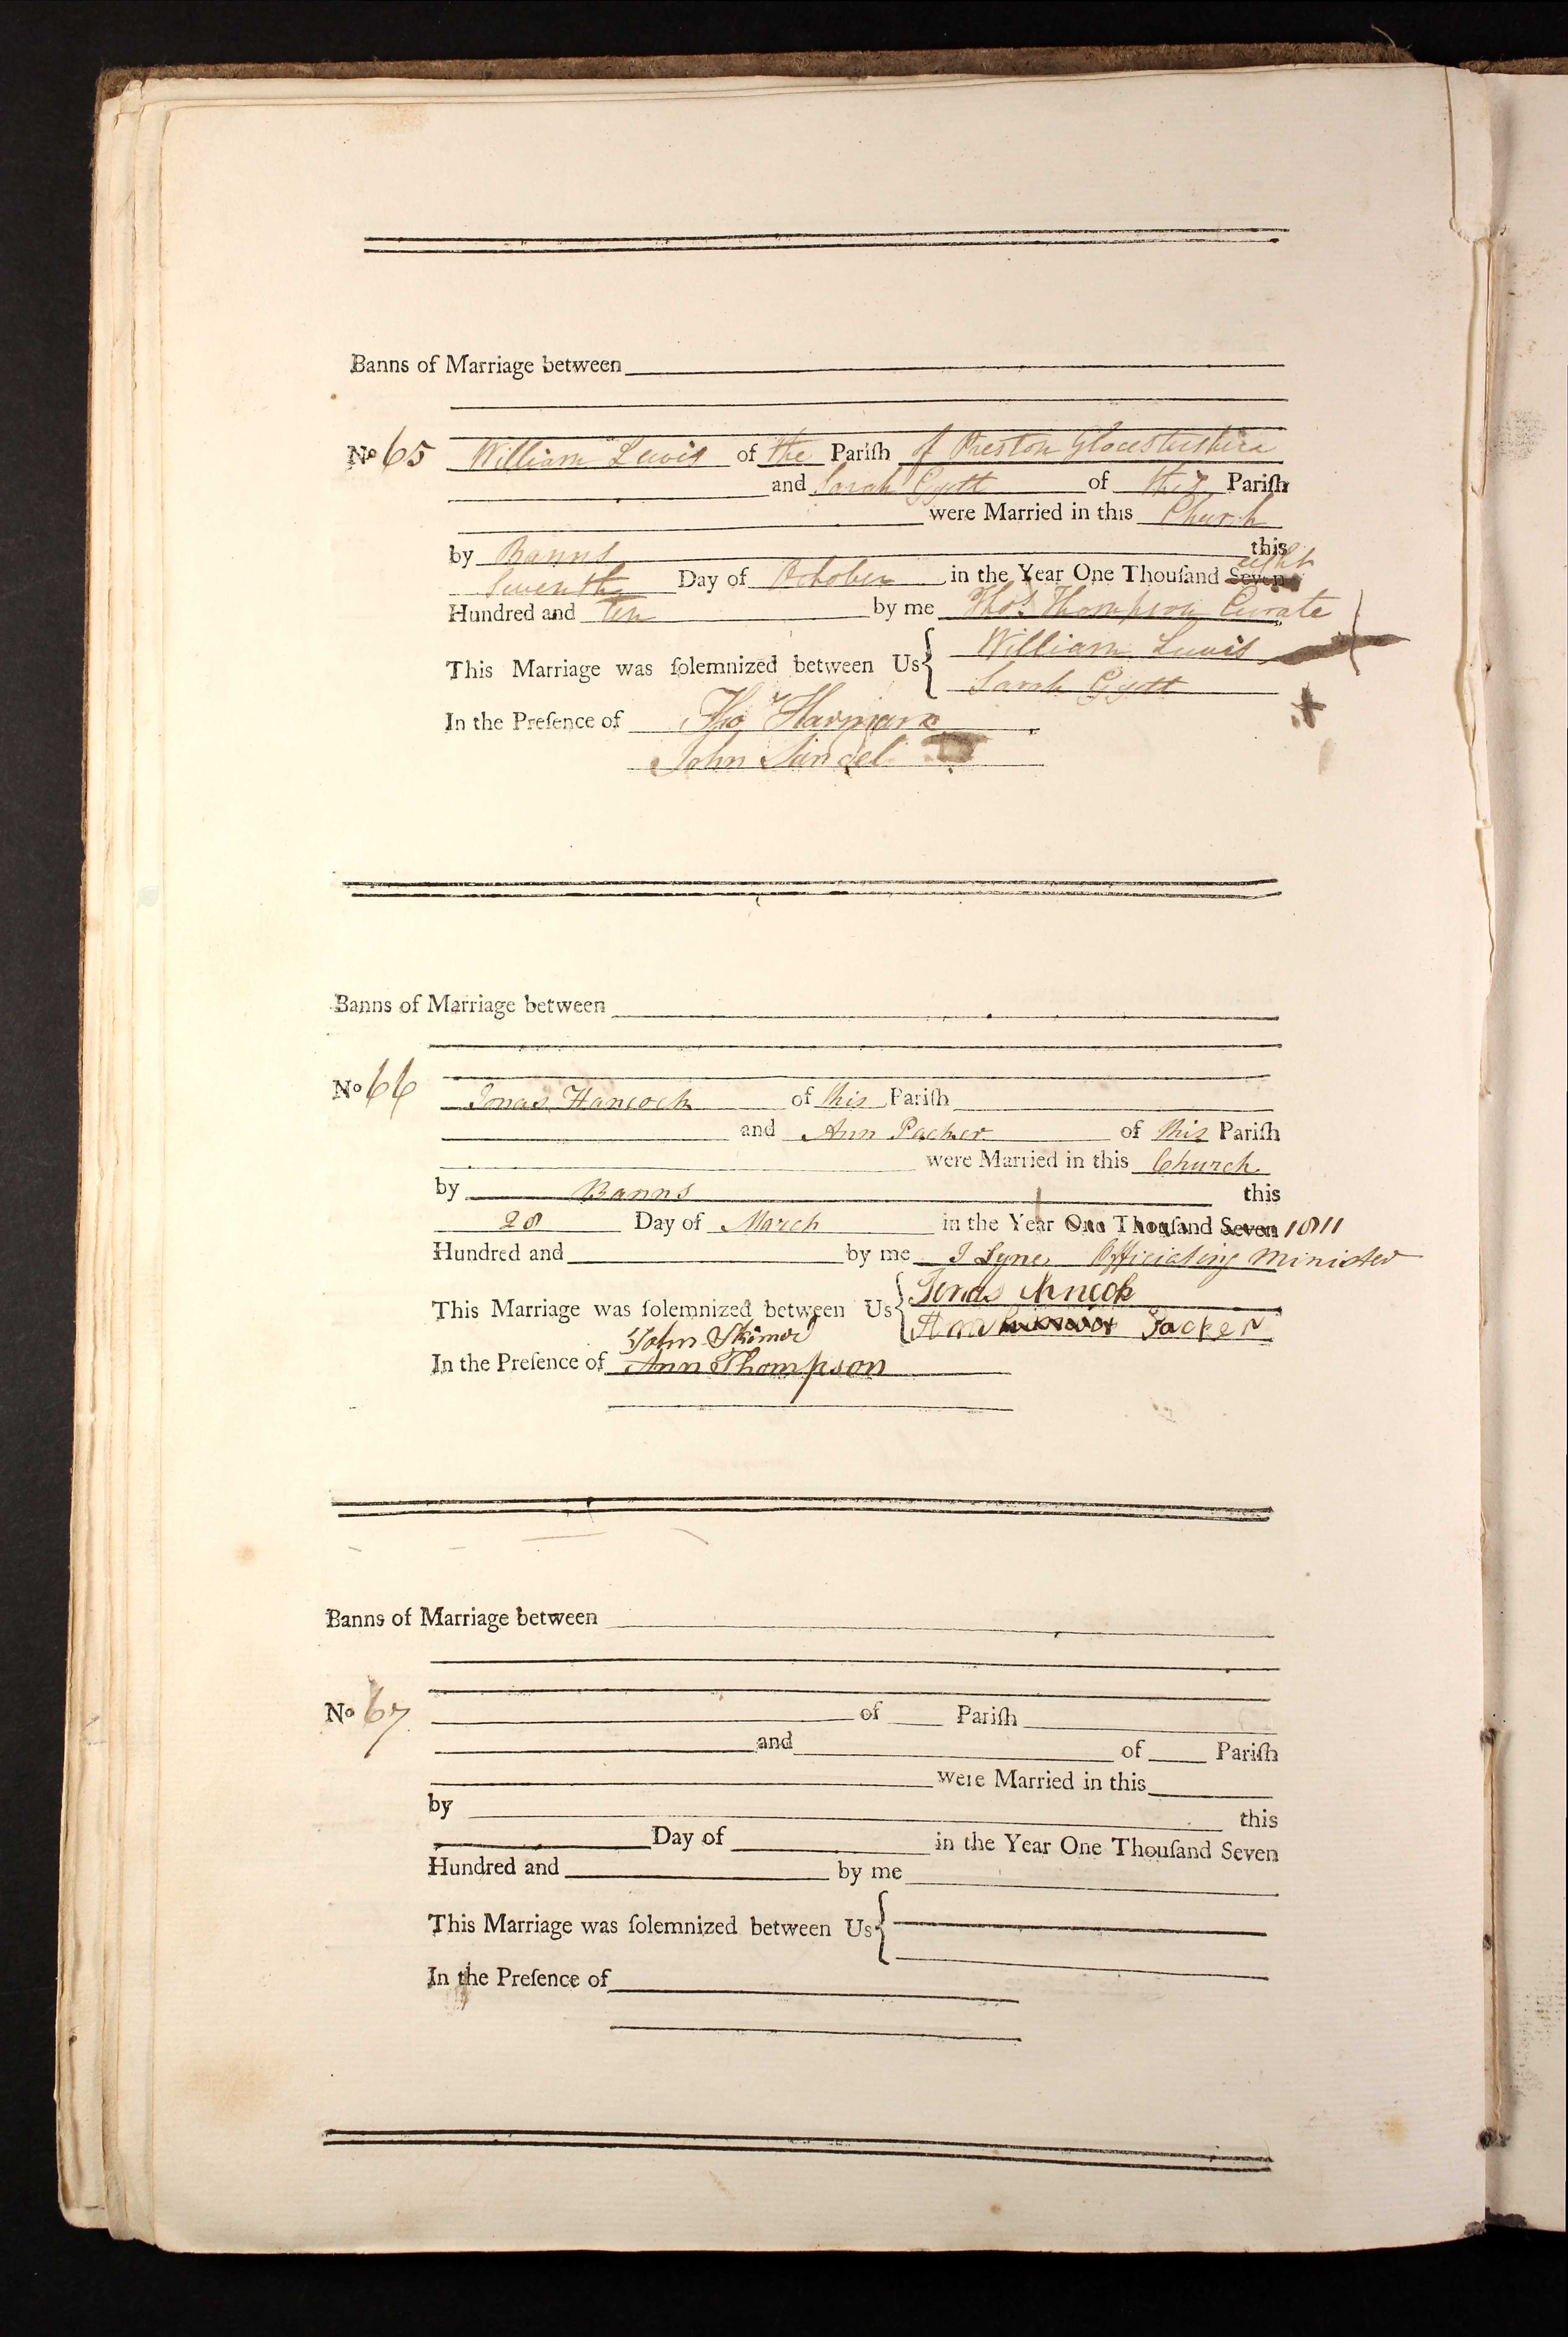 Banns of Marriage between
No 65 William Lewis of the Pariſh of Preston Glocestershire
and Sarah Gyett of this Pariſh
were Married in this Church
by Banns this
Seventh Day of October in the Year One Thouſand Seven eight
Hundred and ten by me Thos Thompson Curate
This Marriage was ſolemnized between Us William Lewis
Sarah Gyett
In the Preſence of Tho Harman
John Sandel
Banns of Marriage between
No 66 Jonas Hancock of this Pariſh
and Ann Packer of this Pariſh
were Married in this Church
by Banns this
28 Day of March in the Year One Thouſand Seven 1811
Hundred and by me J Lyne Officiating Minister
This Marriage was ſolemnized between Us Jonas
Ann Packer
John Skinner
In the Preſence of Ann Thompson
Banns of Marriage between
No 67 of Pariſh
and of Pariſh
were Married in this
by this
Day of in the Year One Thouſand Seven
Hundred and by me
This Marriage was ſolemnized between Us
In the Preſence of